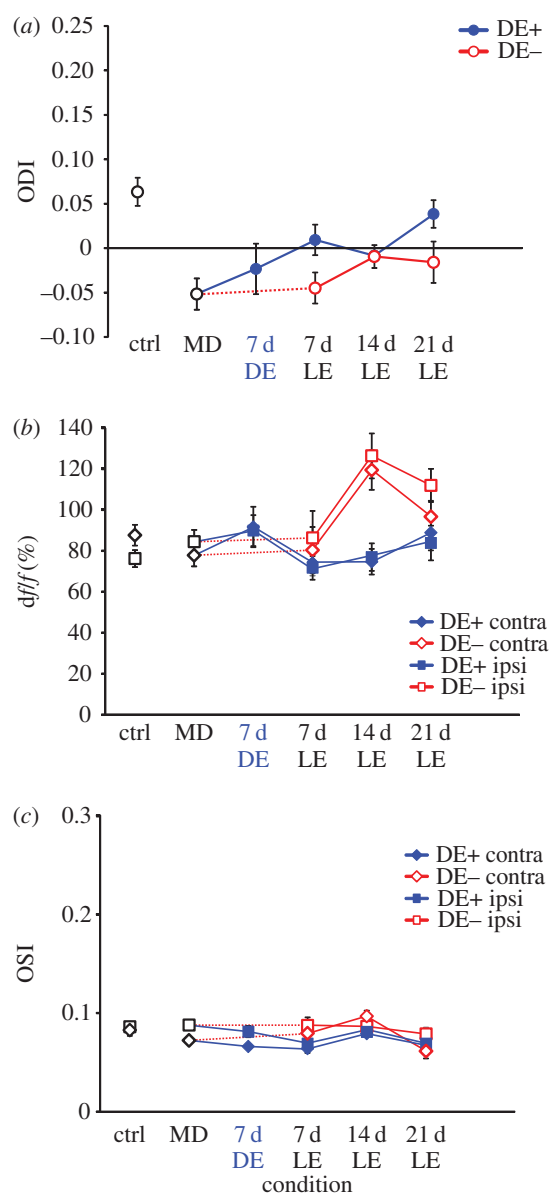 (a)
DE+
DE–
0.25
0.20
0.15
0.10
0.05
0
–0.05
–0.10
ODI
ctrl MD 7 d DE 7 d LE 14 d LE 21 d LE
(b)
140
120
100
80
60
40
20
0
df/f (%)
DE+ contra
DE– contra
DE+ ipsi
DE– ipsi
ctrl MD 7 d DE 7 d LE 14 d LE 21 d LE
(c)
0.3
0.2
0.1
0
OSI
DE+ contra
DE– contra
DE+ ipsi
DE– ipsi
ctrl MD 7 d DE 7 d LE 14 d LE 21 d LE
condition